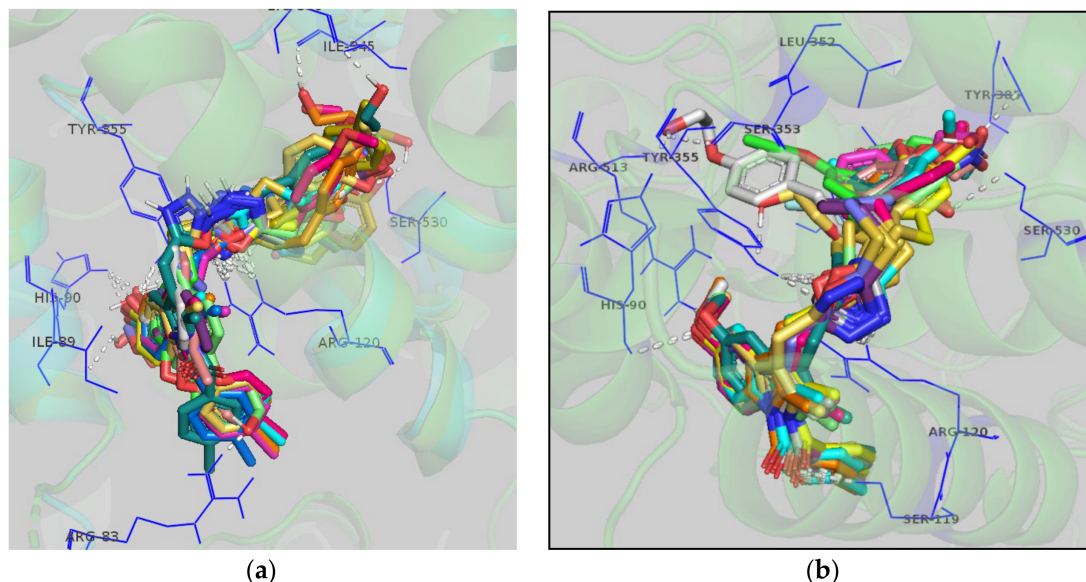 ILE-345
TYR-355
SER-530
HIS-90
ILE-89
ARG-120
ARG-83
(a)
LEU-352
TYR-385
SER-353
TYR-355
ARG-513
SER-530
HIS-90
ARG-120
SER-119
(b)